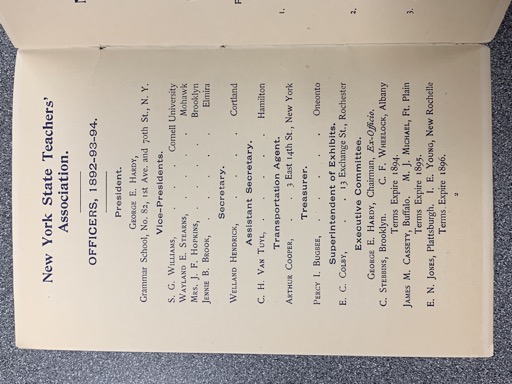 New York State Teachers'
Association.
OFFICERS, 1892-93-94.
President.
GEORGE E. HARDY,
Grammar School, No. 82, 1st Ave. and 70th St., N. Y.
Vice-Presidents.
S. G. WILLIAMS, . . . Cornell University
WAYLAND E. STEARNS, . . . Mohawk
MRS. J. F. HOPKINS, . . . Brooklyn
JENNIE B. BROOK, . . . Elmira
Secretary.
WELLAND HENDRICK, . . . Cortland
Assistant Secretary.
C. H. VAN TUYL, . . . Hamilton
Transportation Agent.
ARTHUR COOPER, . . 3 East 14th St., New York
Treasurer.
PERCY I. BUGBEE, . . . Oneonto
Superintendent of Exhibits.
E. C. COLBY, . . 13 Exchange St., Rochester
Executive Committee.
GEORGE E. HARDY, Chairman, Ex-Officio.
C. STEBBINS, Brooklyn. C. F. WHEELOCK, Albany
Terms Expire 1894.
JAMES M. CASSETY, Buffalo. M. J. MICHAEL, Ft. Plain
Terms Expire 1895.
E. N. JONES, Plattsburgh. I. E. YOUNG, New Rochelle
Terms Expire 1896.
2
1.
2.
3.